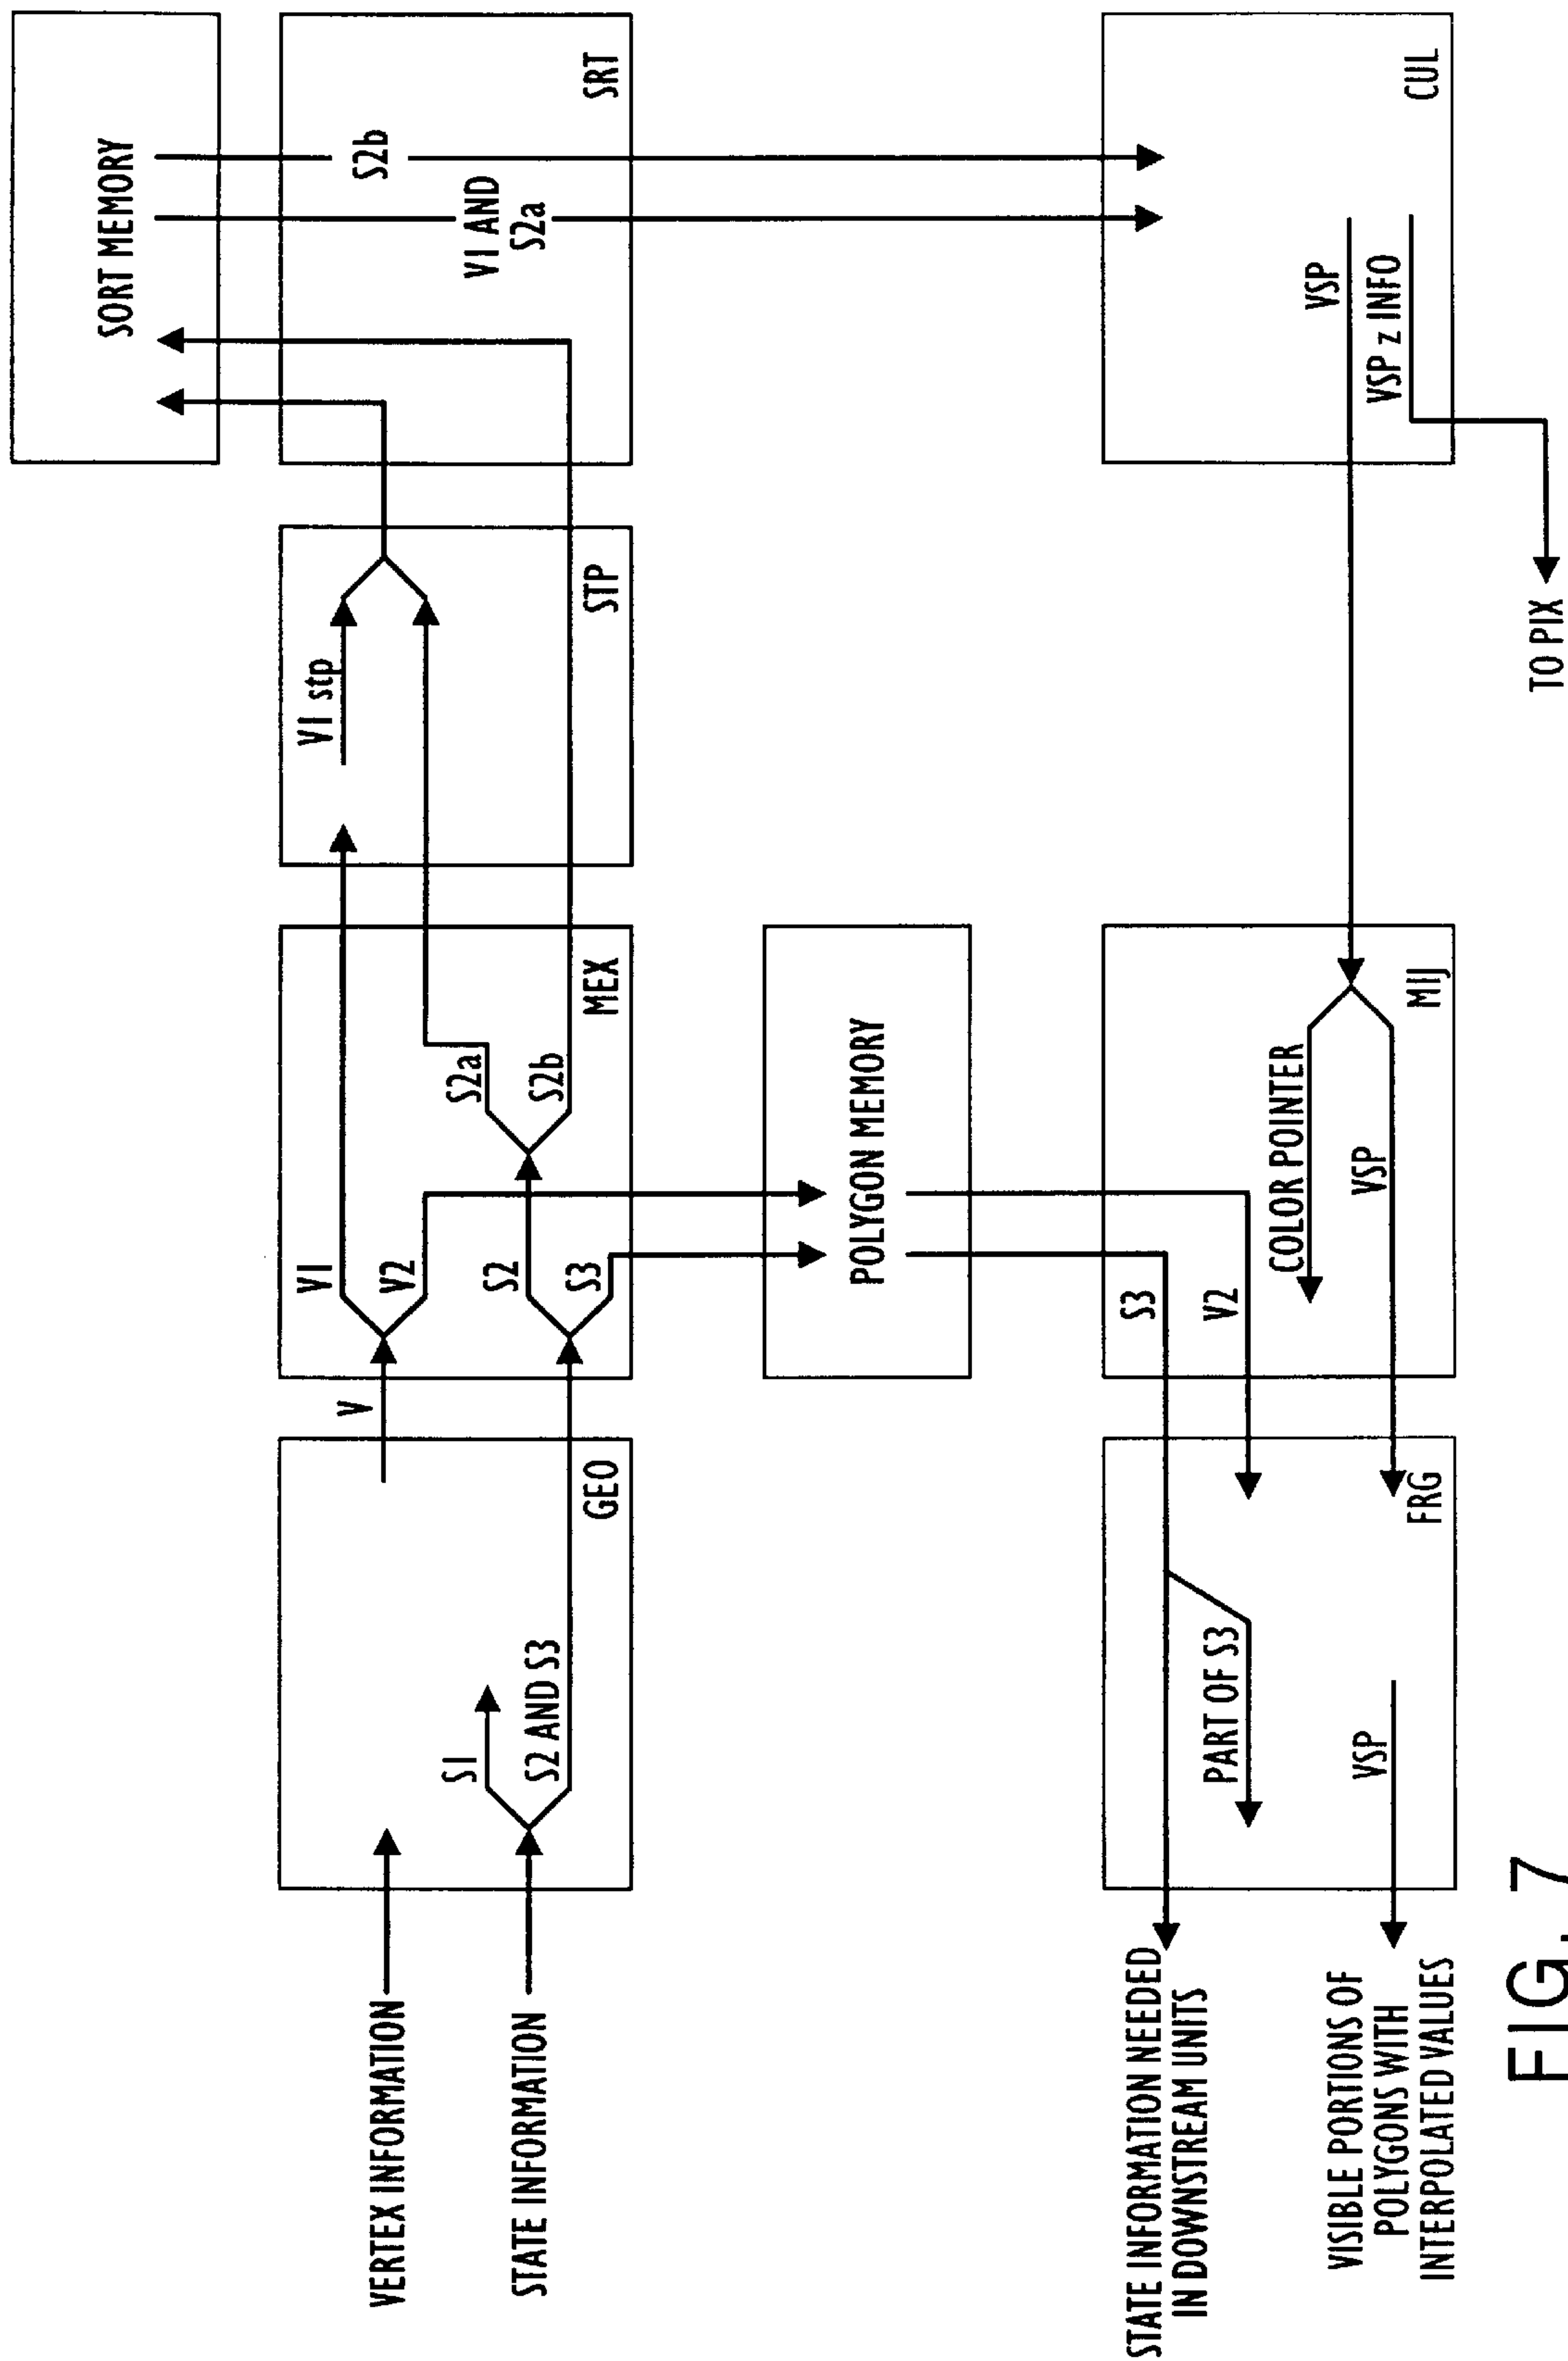 SORT MEMORY
S2b
V1 AND
S2a
SRT
V1 stp
STP
V1
V2
S2
S3
S2a
S2b
MEX
V
S1
S2 AND S3
GEO
VERTEX INFORMATION
STATE INFORMATION
POLYGON MEMORY
VSP
VSP z INFO
CUL
TO PIX
S3
V2
COLOR POINTER
VSP
MIJ
PART OF S3
VSP
FRG
STATE INFORMATION NEEDED
IN DOWNSTREAM UNITS
VISIBLE PORTIONS OF
POLYGONS WITH
INTERPOLATED VALUES
FIG. 7